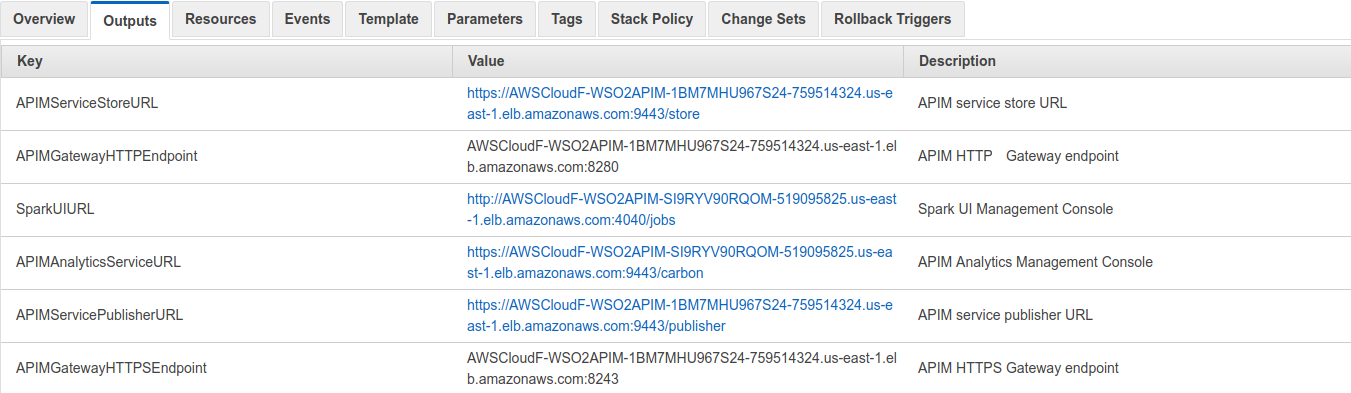 Overview Outputs Resources Events Template Parameters Tags Stack Policy Change Sets Rollback Triggers
Key Value Description
APIMServiceStoreURL https://AWSCloudF-WSO2APIM-1BM7MHU967S24-759514324.us-e APIM service store URL
ast-1.elb.amazonaws.com:9443/store
APIMGatewayHTTPEndpoint AWSCloudF-WSO2APIM-1BM7MHU967S24-759514324.us-east-1.el APIM HTTP Gateway endpoint
b.amazonaws.com:8280
SparkUIURL http://AWSCloudF-WSO2APIM-SI9RYV90RQOM-519095825.us-east Spark UI Management Console
-1.elb.amazonaws.com:4040/jobs
APIMAnalyticsServiceURL https://AWSCloudF-WSO2APIM-SI9RYV90RQOM-519095825.us-ea APIM Analytics Management Console
st-1.elb.amazonaws.com:9443/carbon
APIMServicePublisherURL https://AWSCloudF-WSO2APIM-1BM7MHU967S24-759514324.us-e APIM service publisher URL
ast-1.elb.amazonaws.com:9443/publisher
APIMGatewayHTTPSEndpoint AWSCloudF-WSO2APIM-1BM7MHU967S24-759514324.us-east-1.el APIM HTTPS Gateway endpoint
b.amazonaws.com:8243